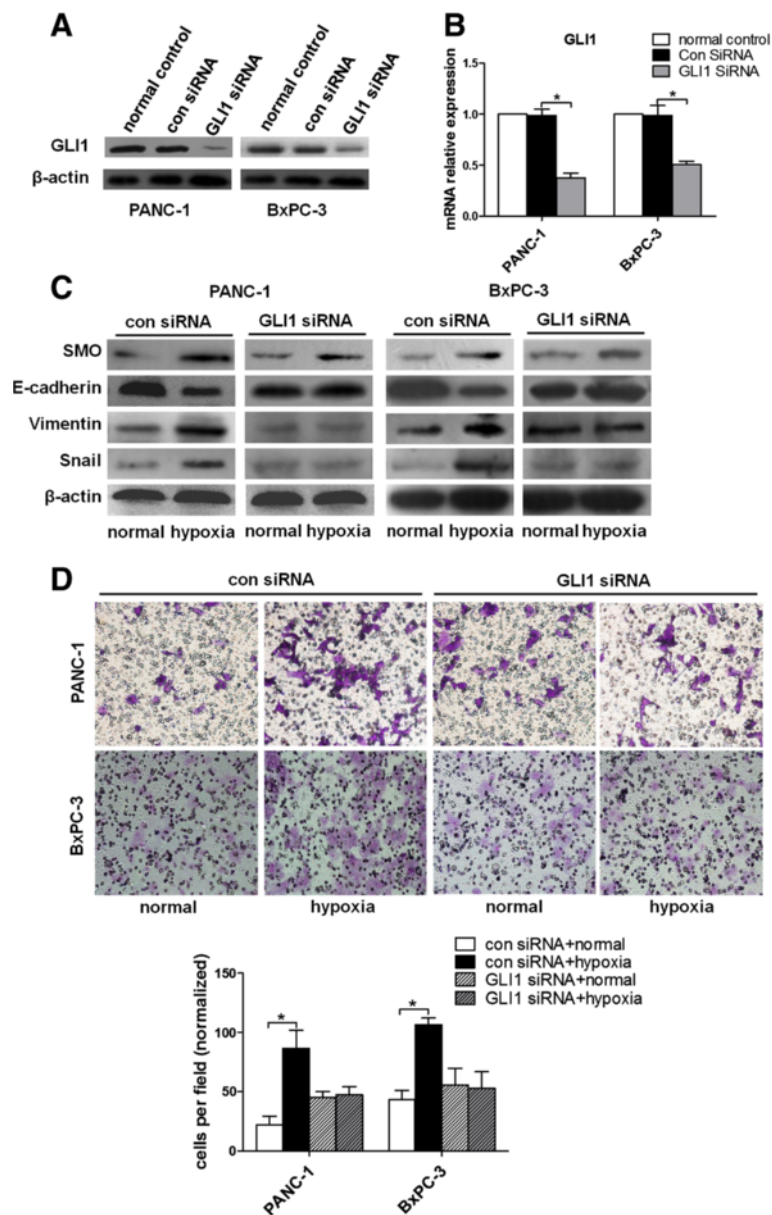 A
normal control
con siRNA
GLI1 siRNA
normal control
con siRNA
GLI1 siRNA
GLI1
β-actin
PANC-1
BxPC-3
B
GLI1
normal control
Con SiRNA
GLI1 SiRNA
mRNA relative expression
1.5
1.0
0.5
0.0
*
*
PANC-1
BxPC-3
C
PANC-1
BxPC-3
con siRNA
GLI1 siRNA
con siRNA
GLI1 siRNA
SMO
E-cadherin
Vimentin
Snail
β-actin
normal hypoxia
normal hypoxia
normal hypoxia
normal hypoxia
D
con siRNA
GLI1 siRNA
PANC-1
BxPC-3
normal
hypoxia
normal
hypoxia
con siRNA+normal
con siRNA+hypoxia
GLI1 siRNA+normal
GLI1 siRNA+hypoxia
cells per field (normalized)
150
100
50
0
*
*
PANC-1
BxPC-3